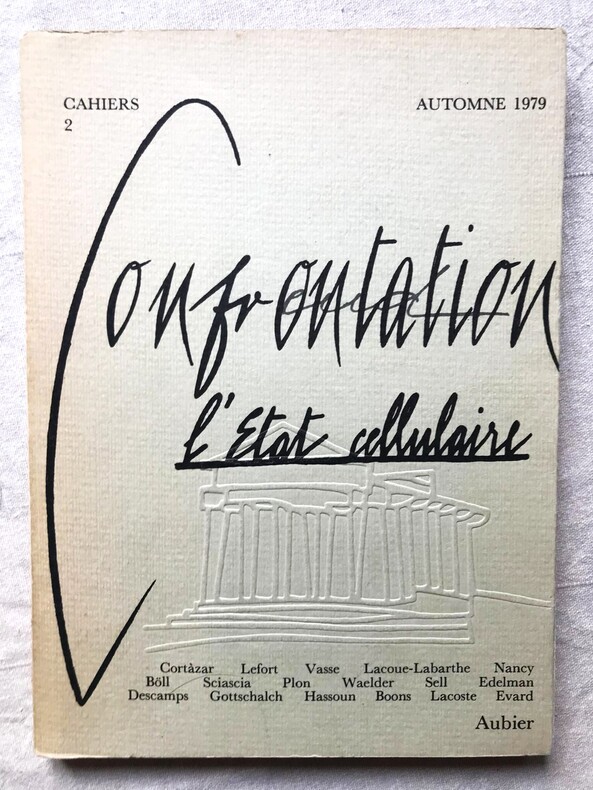 CAHIERS AUTOMNE 1979
2
Confrontation
l'Etat cellulaire
Cortàzar Lefort Vasse Lacoue-Labarthe Nancy
Böll Sciascia Plon Waelder Sell Edelman
Descamps Gottschalch Hassoun Boons Lacoste Evard
Aubier